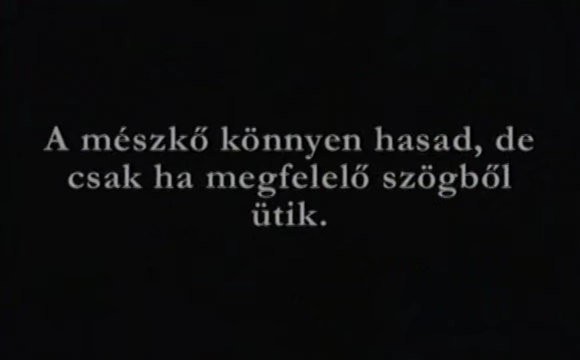 A mészkő könnyen hasad, de
csak ha megfelelő szögből
ütik.